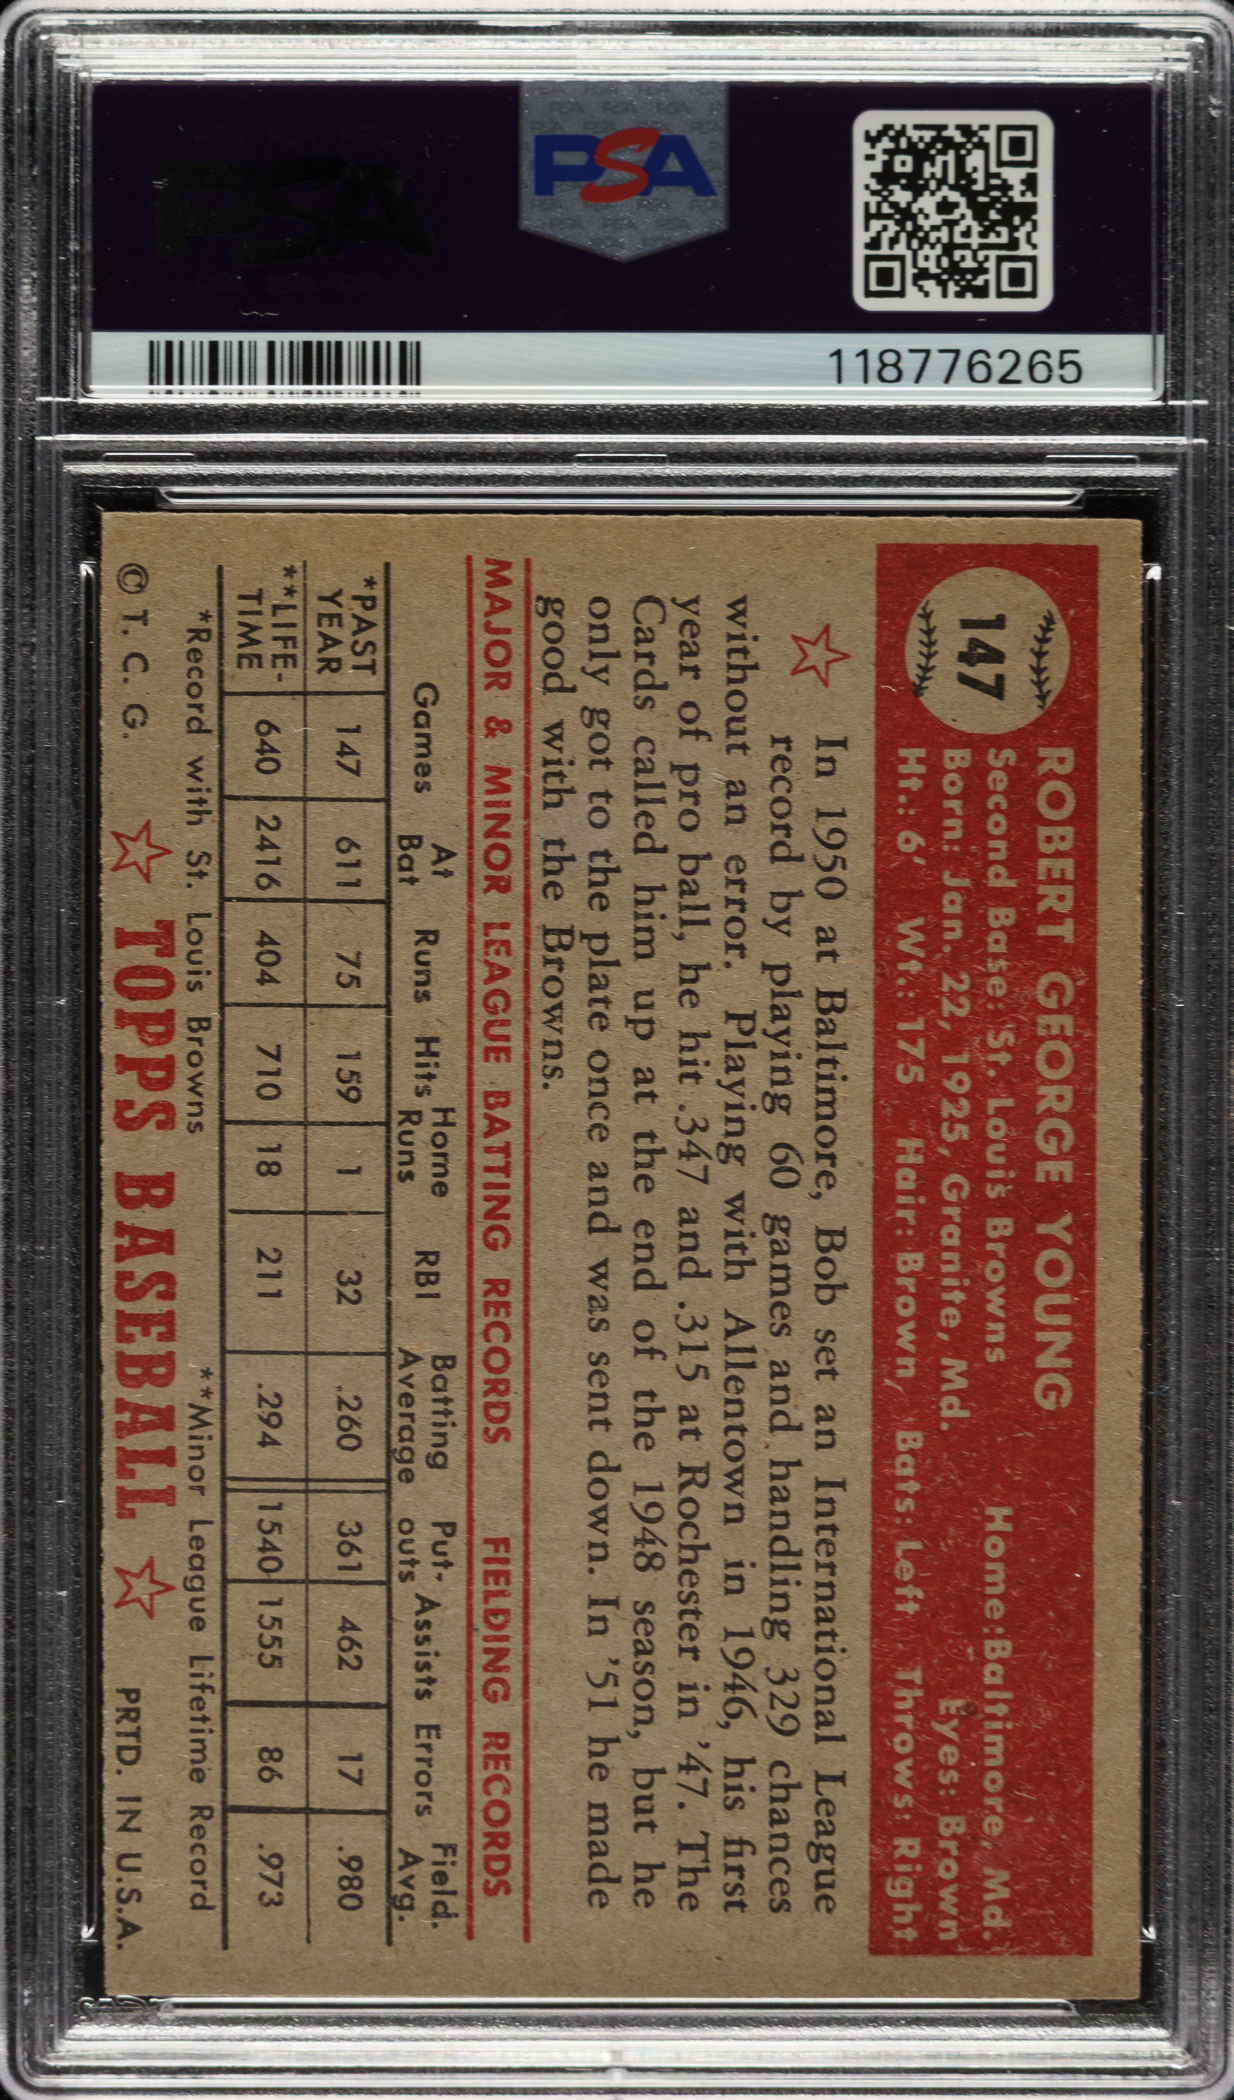 PSA
PSA
118776265
147
ROBERT GEORGE YOUNG
Second Base: St. Louis Browns Home: Baltimore, Md.
Born: Jan. 22, 1925, Granite, Md. Eyes: Brown
Ht.: 6' Wt.: 175 Hair: Brown Bats: Left Throws: Right
In 1950 at Baltimore, Bob set an International League
record by playing 60 games and handling 329 chances
without an error. Playing with Allentown in 1946, his first
year of pro ball, he hit .347 and .315 at Rochester in '47. The
Cards called him up at the end of the 1948 season, but he
only got to the plate once and was sent down. In '51 he made
good with the Browns.
MAJOR & MINOR LEAGUE BATTING RECORDS FIELDING RECORDS
Games At Bat Runs Hits Home Runs RBI Batting Average Put-outs Assists Errors Field. Avg.
*PAST YEAR 147 611 75 159 1 32 .260 361 462 17 .980
**LIFE-TIME 640 2416 404 710 18 211 .294 1540 1555 86 .973
*Record with St. Louis Browns **Minor League Lifetime Record
© T. C. G. TOPPS BASEBALL PRTD. IN U.S.A.